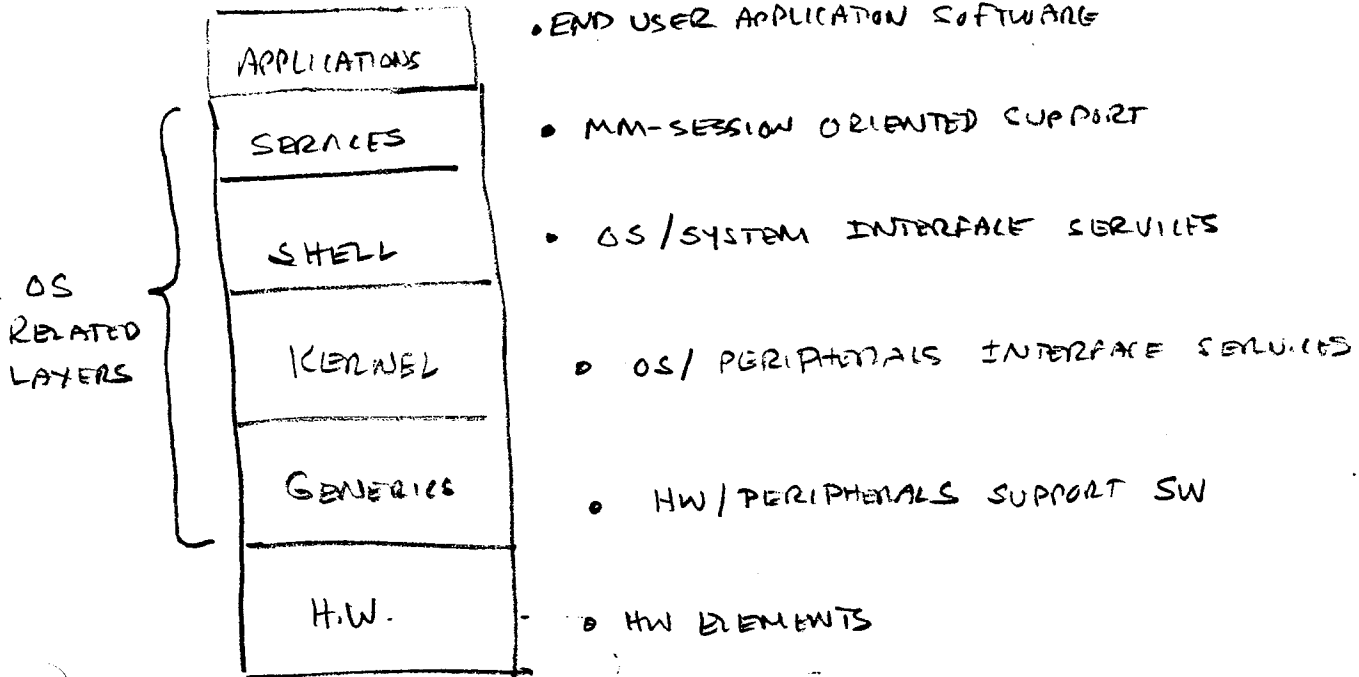 • END USER APPLICATION SOFTWARE
APPLICATIONS
SERVICES
• MM-SESSION ORIENTED SUPPORT
SHELL
• OS/SYSTEM INTERFACE SERVICES
OS
RELATED
LAYERS
KERNEL
• OS/PERIPHERALS INTERFACE SERVICES
GENERICS
• HW/PERIPHERALS SUPPORT SW
H.W.
• HW ELEMENTS